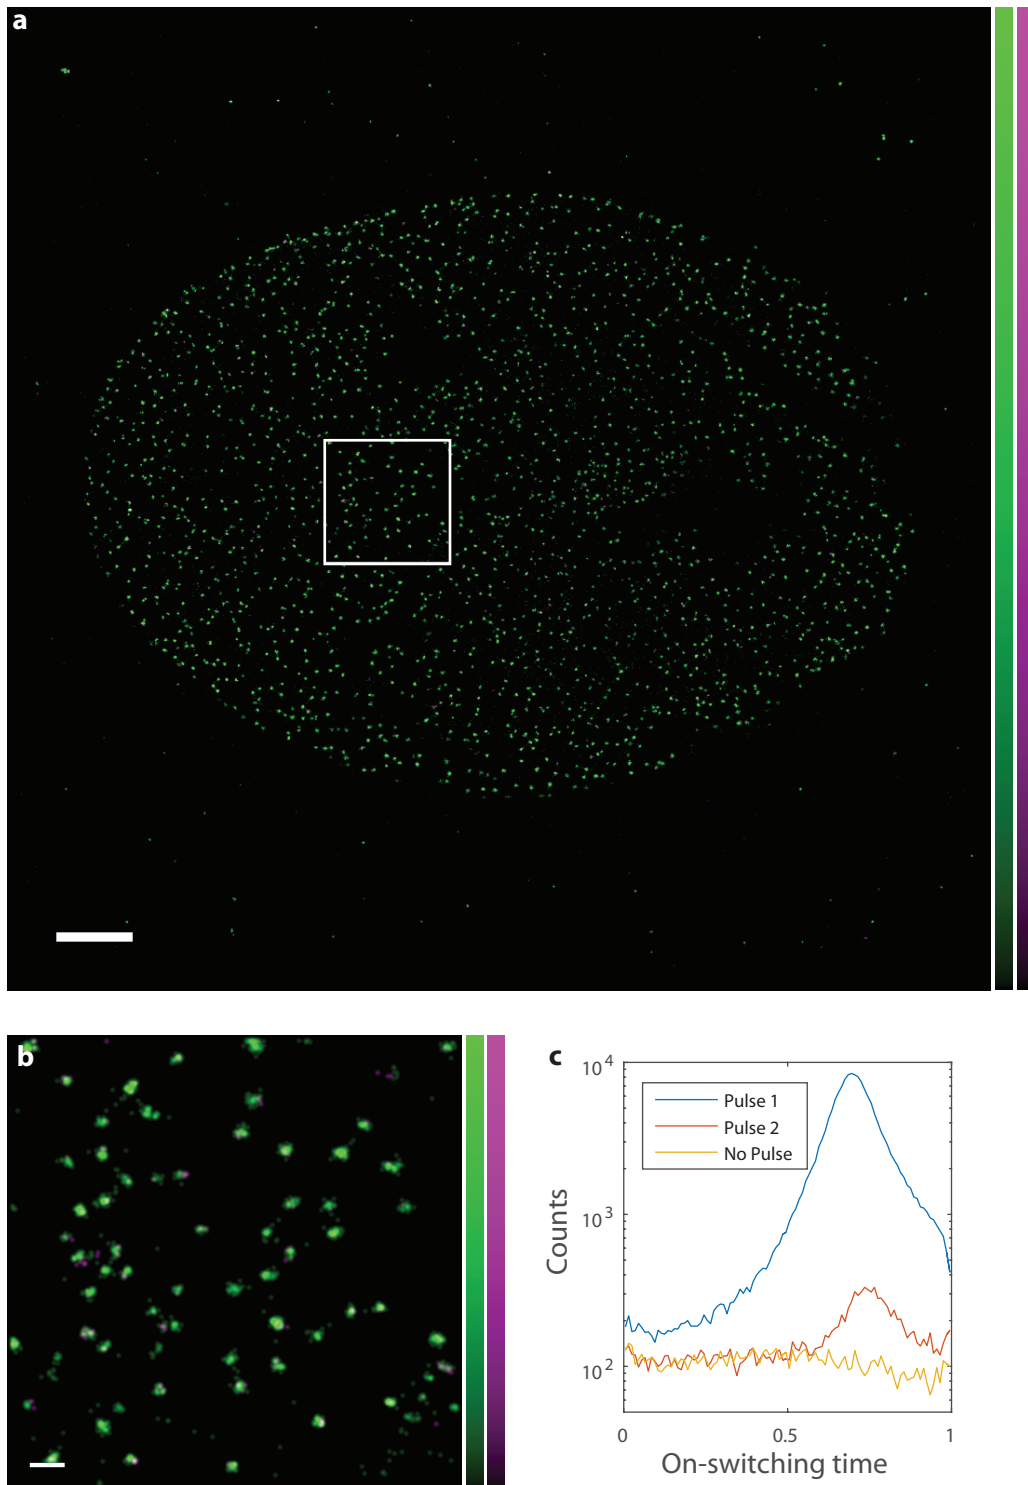 a
b
c
10^4
10^3
10^2
Pulse 1
Pulse 2
No Pulse
Counts
0
0.5
1
On-switching time